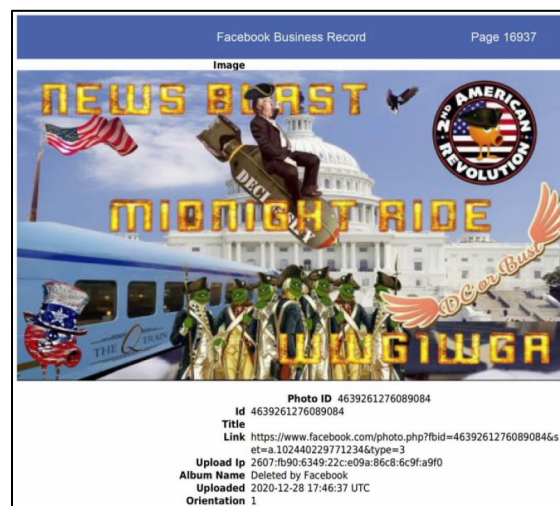 Facebook Business Record Page 16937
Image
NEWS BLAST
2ND AMERICAN REVOLUTION
MIDNIGHT RIDE
DC or Bust
THE Q TRAIN
WWG1WGA
Photo ID 4639261276089084
Id 4639261276089084
Title
Link https://www.facebook.com/photo.php?fbid=4639261276089084&s
et=a.102440229771234&type=3
Upload Ip 2607:fb90:6349:22c:e09a:86c8:6c9f:a9f0
Album Name Deleted by Facebook
Uploaded 2020-12-28 17:46:37 UTC
Orientation 1